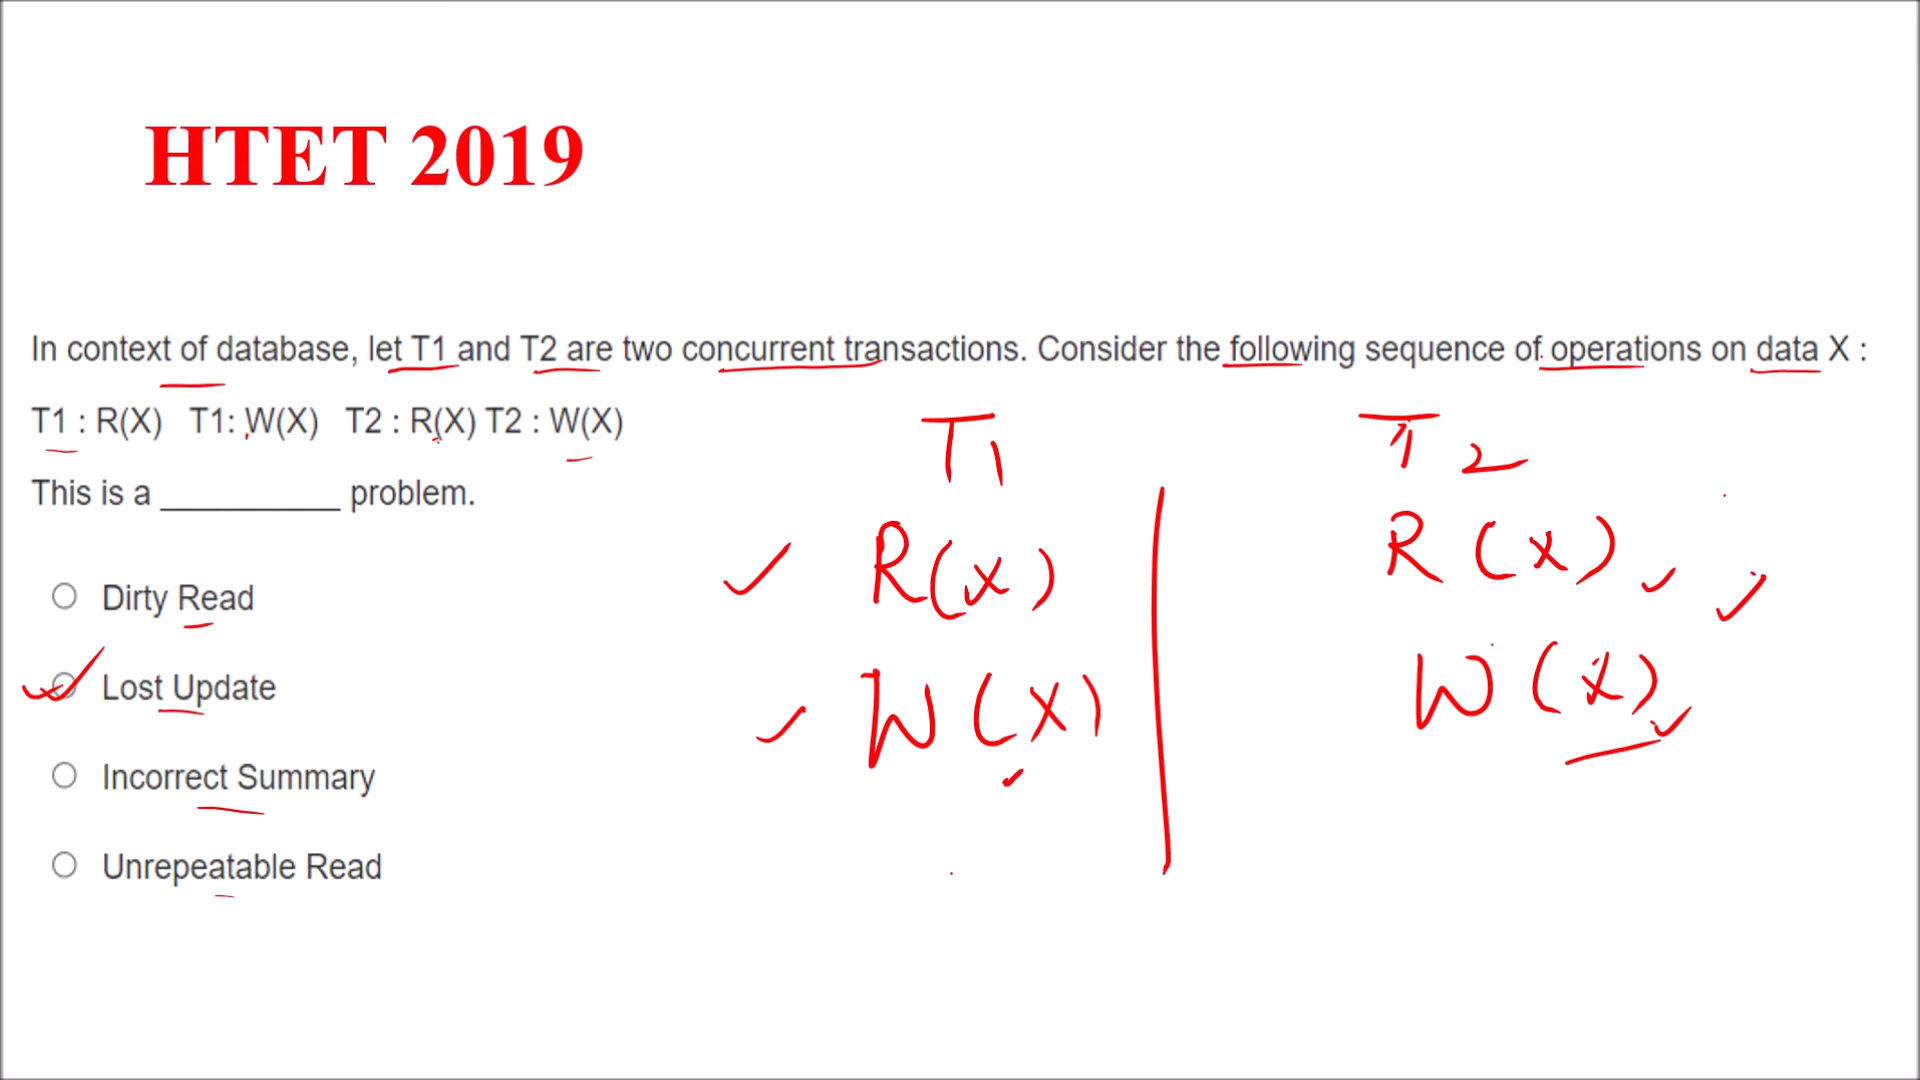 HTET 2019
In context of database, let T1 and T2 are two concurrent transactions. Consider the following sequence of operations on data X :
T1 : R(X) T1: W(X) T2 : R(X) T2 : W(X)
This is a __________ problem.
Dirty Read
Lost Update
Incorrect Summary
Unrepeatable Read
T1 T2
R(X) R(X)
W(X) W(X)